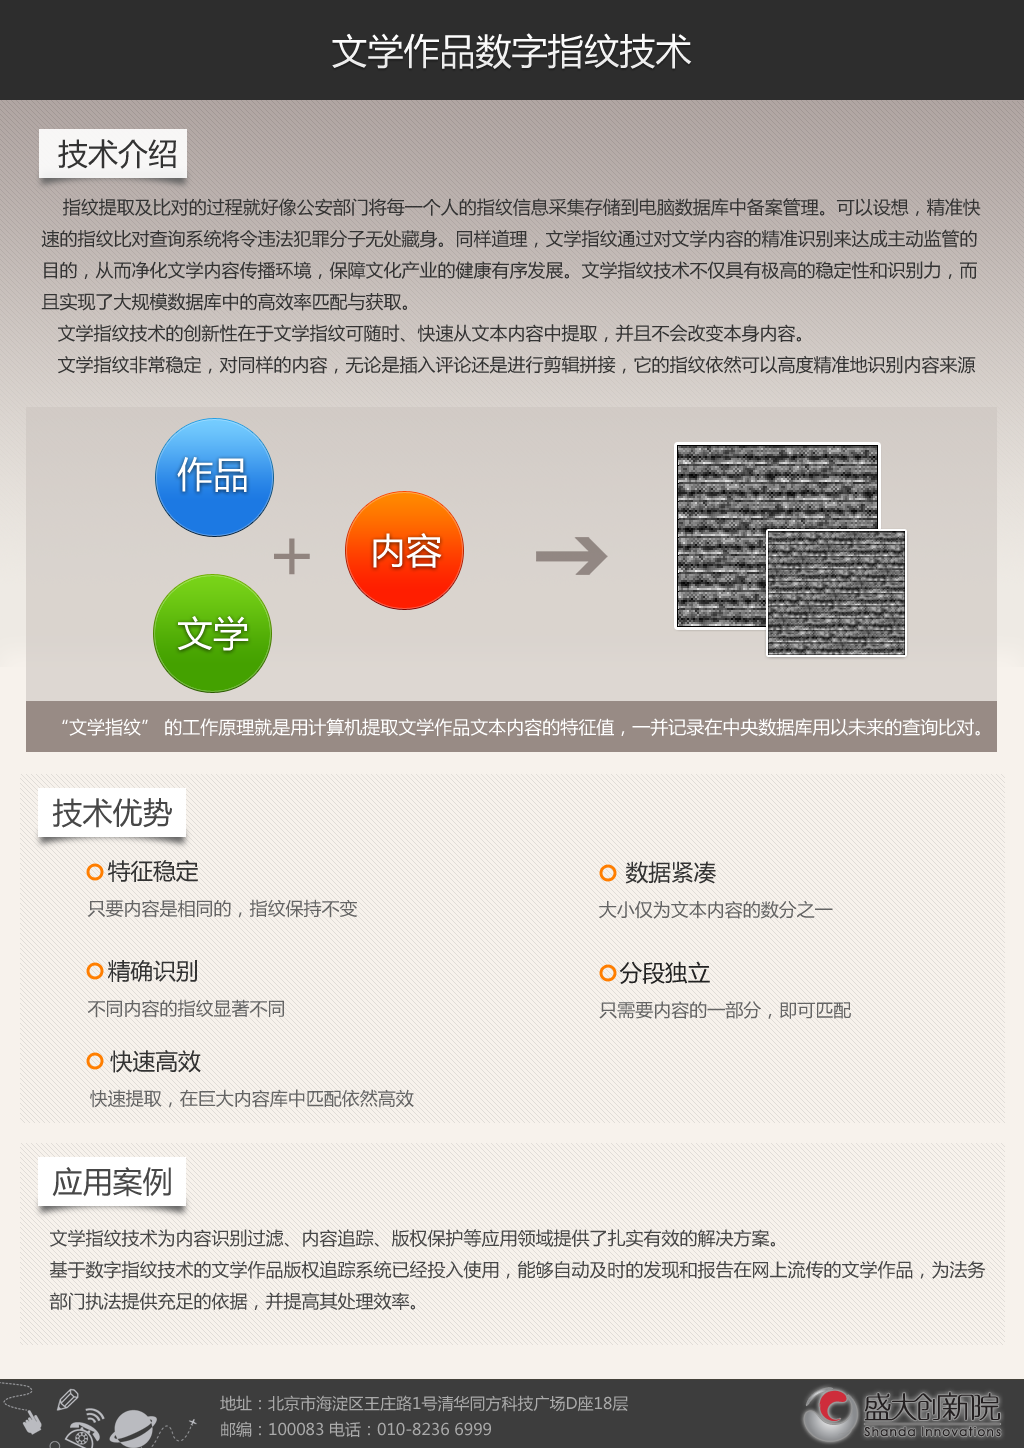 文学作品数字指纹技术
技术介绍
指纹提取及比对的过程就好像公安部门将每一个人的指纹信息采集存储到电脑数据库中备案管理。可以设想，精准快
速的指纹比对查询系统将令违法犯罪分子无处藏身。同样道理，文学指纹通过对文学内容的精准识别来达成主动监管的
目的，从而净化文学内容传播环境，保障文化产业的健康有序发展。文学指纹技术不仅具有极高的稳定性和识别力，而
且实现了大规模数据库中的高效率匹配与获取。
文学指纹技术的创新性在于文学指纹可随时、快速从文本内容中提取，并且不会改变本身内容。
文学指纹非常稳定，对同样的内容，无论是插入评论还是进行剪辑拼接，它的指纹依然可以高度精准地识别内容来源
作品
+
内容
文学
“文学指纹” 的工作原理就是用计算机提取文学作品文本内容的特征值，一并记录在中央数据库用以未来的查询比对。
技术优势
特征稳定
只要内容是相同的，指纹保持不变
数据紧凑
大小仅为文本内容的数分之一
精确识别
不同内容的指纹显著不同
分段独立
只需要内容的一部分，即可匹配
快速高效
快速提取，在巨大内容库中匹配依然高效
应用案例
文学指纹技术为内容识别过滤、内容追踪、版权保护等应用领域提供了扎实有效的解决方案。
基于数字指纹技术的文学作品版权追踪系统已经投入使用，能够自动及时的发现和报告在网上流传的文学作品，为法务
部门执法提供充足的依据，并提高其处理效率。
地址：北京市海淀区王庄路1号清华同方科技广场D座18层
邮编：100083 电话：010-8236 6999
盛大创新院
Shanda Innovations